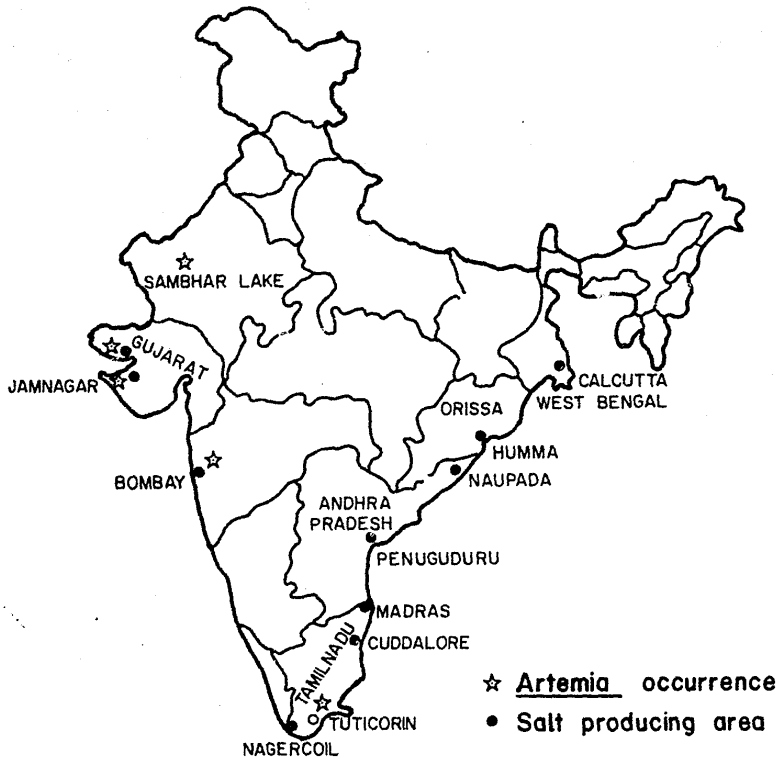 SAMBHAR LAKE
GUJARAT
JAMNAGAR
CALCUTTA
WEST BENGAL
ORISSA
HUMMA
NAUPADA
BOMBAY
ANDHRA
PRADESH
PENUGUDURU
MADRAS
CUDDALORE
TAMILNADU
TUTICORIN
NAGERCOIL
Artemia occurrence
Salt producing area